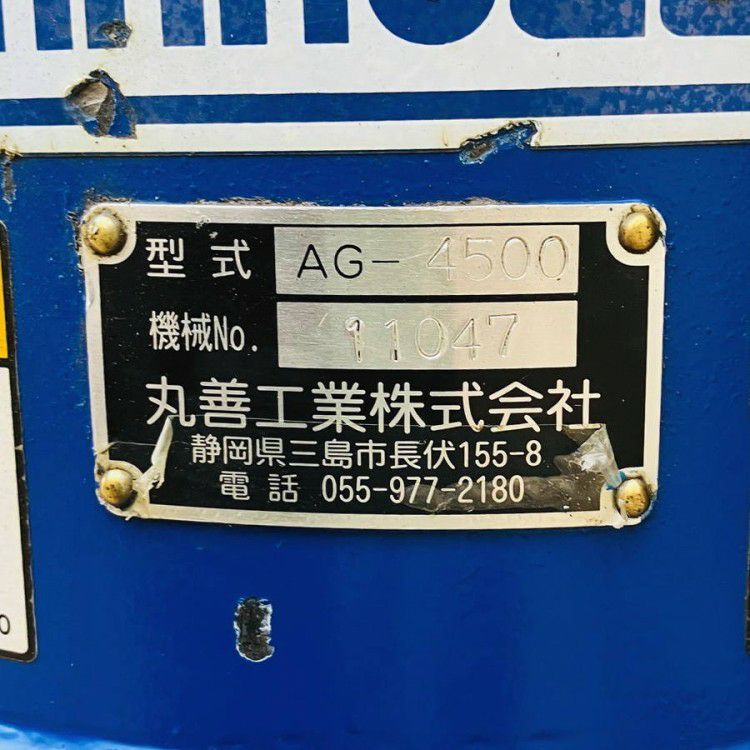 型式 AG-4500
機械No. 11047
丸善工業株式会社
静岡県三島市長伏155-8
電話 055-977-2180